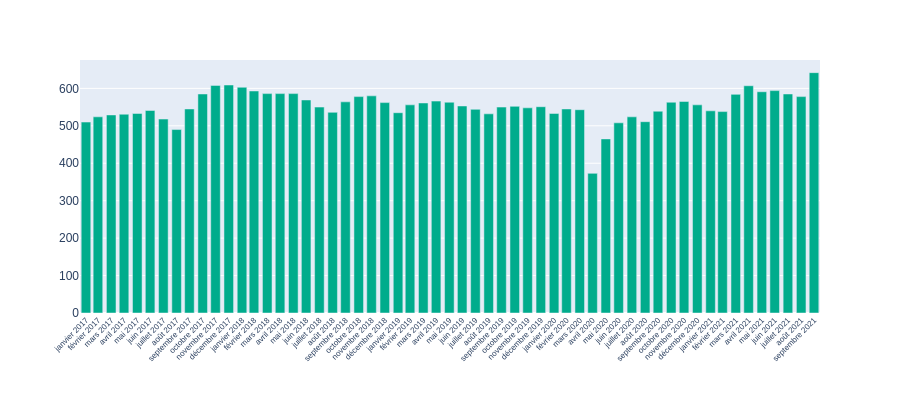 600
500
400
300
200
100
0
janvier 2017
février 2017
mars 2017
avril 2017
mai 2017
juin 2017
juillet 2017
août 2017
septembre 2017
octobre 2017
novembre 2017
décembre 2017
janvier 2018
février 2018
mars 2018
avril 2018
mai 2018
juin 2018
juillet 2018
août 2018
septembre 2018
octobre 2018
novembre 2018
décembre 2018
janvier 2019
février 2019
mars 2019
avril 2019
mai 2019
juin 2019
juillet 2019
août 2019
septembre 2019
octobre 2019
novembre 2019
décembre 2019
janvier 2020
février 2020
mars 2020
avril 2020
mai 2020
juin 2020
juillet 2020
août 2020
septembre 2020
octobre 2020
novembre 2020
décembre 2020
janvier 2021
février 2021
mars 2021
avril 2021
mai 2021
juin 2021
juillet 2021
août 2021
septembre 2021